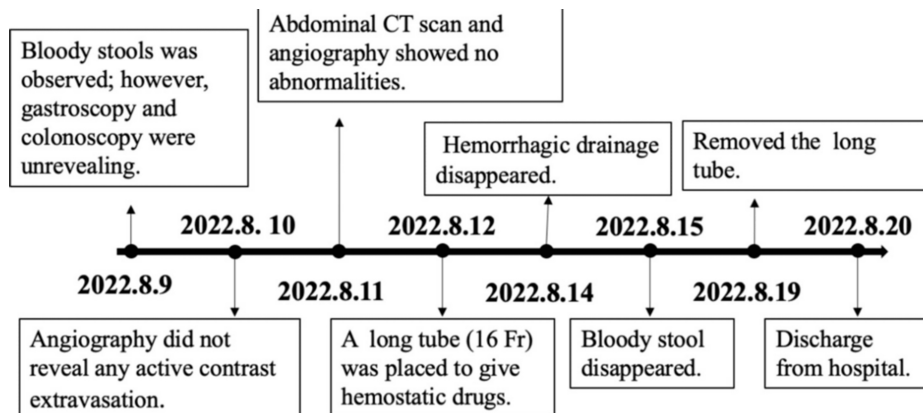 Bloody stools was
observed; however,
gastroscopy and
colonoscopy were
unrevealing.
Abdominal CT scan and
angiography showed no
abnormalities.
Hemorrhagic drainage
disappeared.
Removed the long
tube.
2022.8. 10
2022.8.12
2022.8.15
2022.8.20
2022.8.9
2022.8.11
2022.8.14
2022.8.19
Angiography did not
reveal any active contrast
extravasation.
A long tube (16 Fr)
was placed to give
hemostatic drugs.
Bloody stool
disappeared.
Discharge
from hospital.